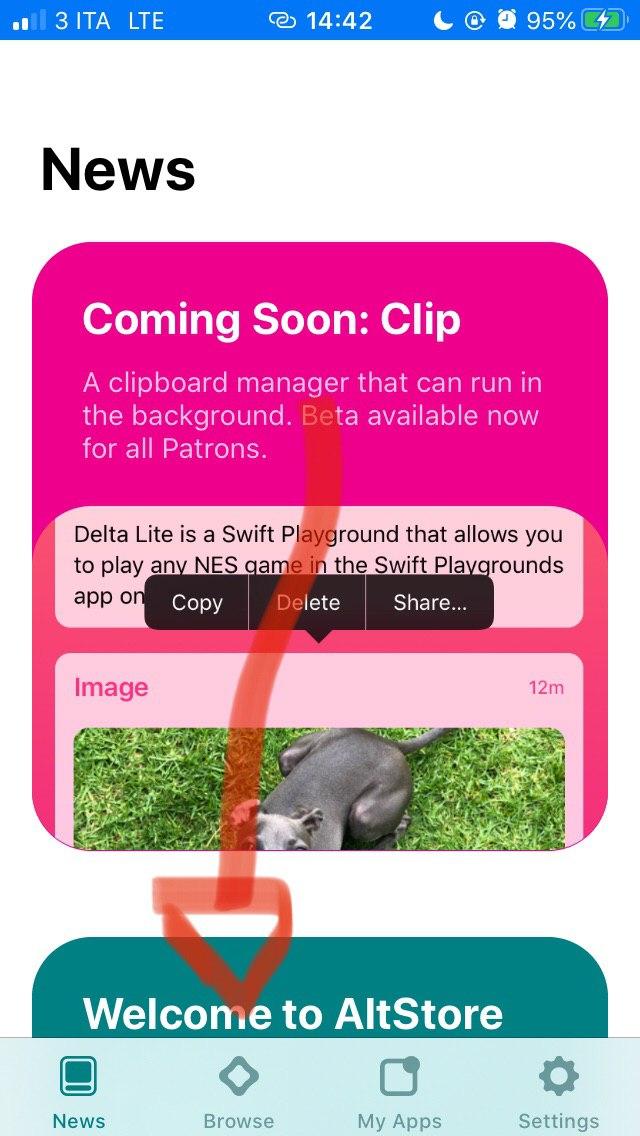 3 ITA LTE 14:42 95%
News
Coming Soon: Clip
A clipboard manager that can run in
the background. Beta available now
for all Patrons.
Delta Lite is a Swift Playground that allows you
to play any NES game in the Swift Playgrounds
app on
Copy Delete Share...
Image 12m
Welcome to AltStore
News Browse My Apps Settings